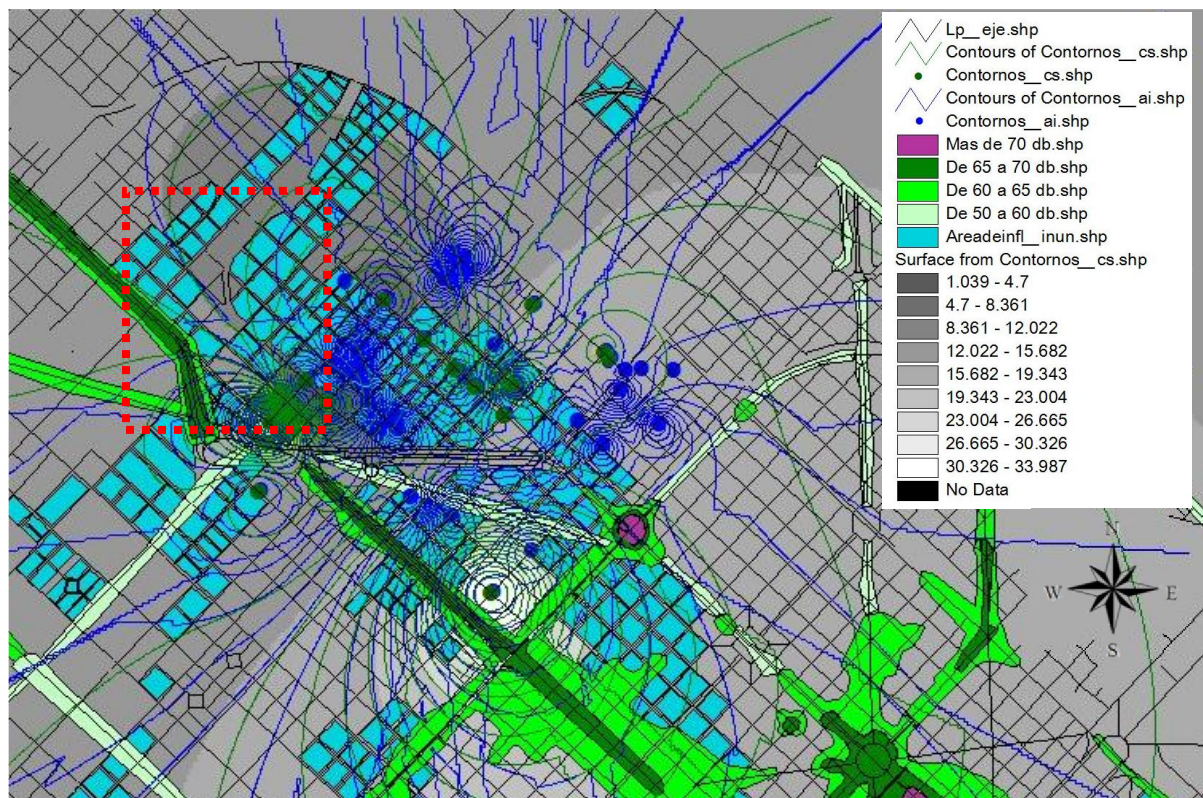 Lp__eje.shp
Contours of Contornos__cs.shp
Contornos__cs.shp
Contours of Contornos__ai.shp
Contornos__ai.shp
Mas de 70 db.shp
De 65 a 70 db.shp
De 60 a 65 db.shp
De 50 a 60 db.shp
Areadeinfl__inun.shp
Surface from Contornos__cs.shp
1.039 - 4.7
4.7 - 8.361
8.361 - 12.022
12.022 - 15.682
15.682 - 19.343
19.343 - 23.004
23.004 - 26.665
26.665 - 30.326
30.326 - 33.987
No Data
N
W E
S